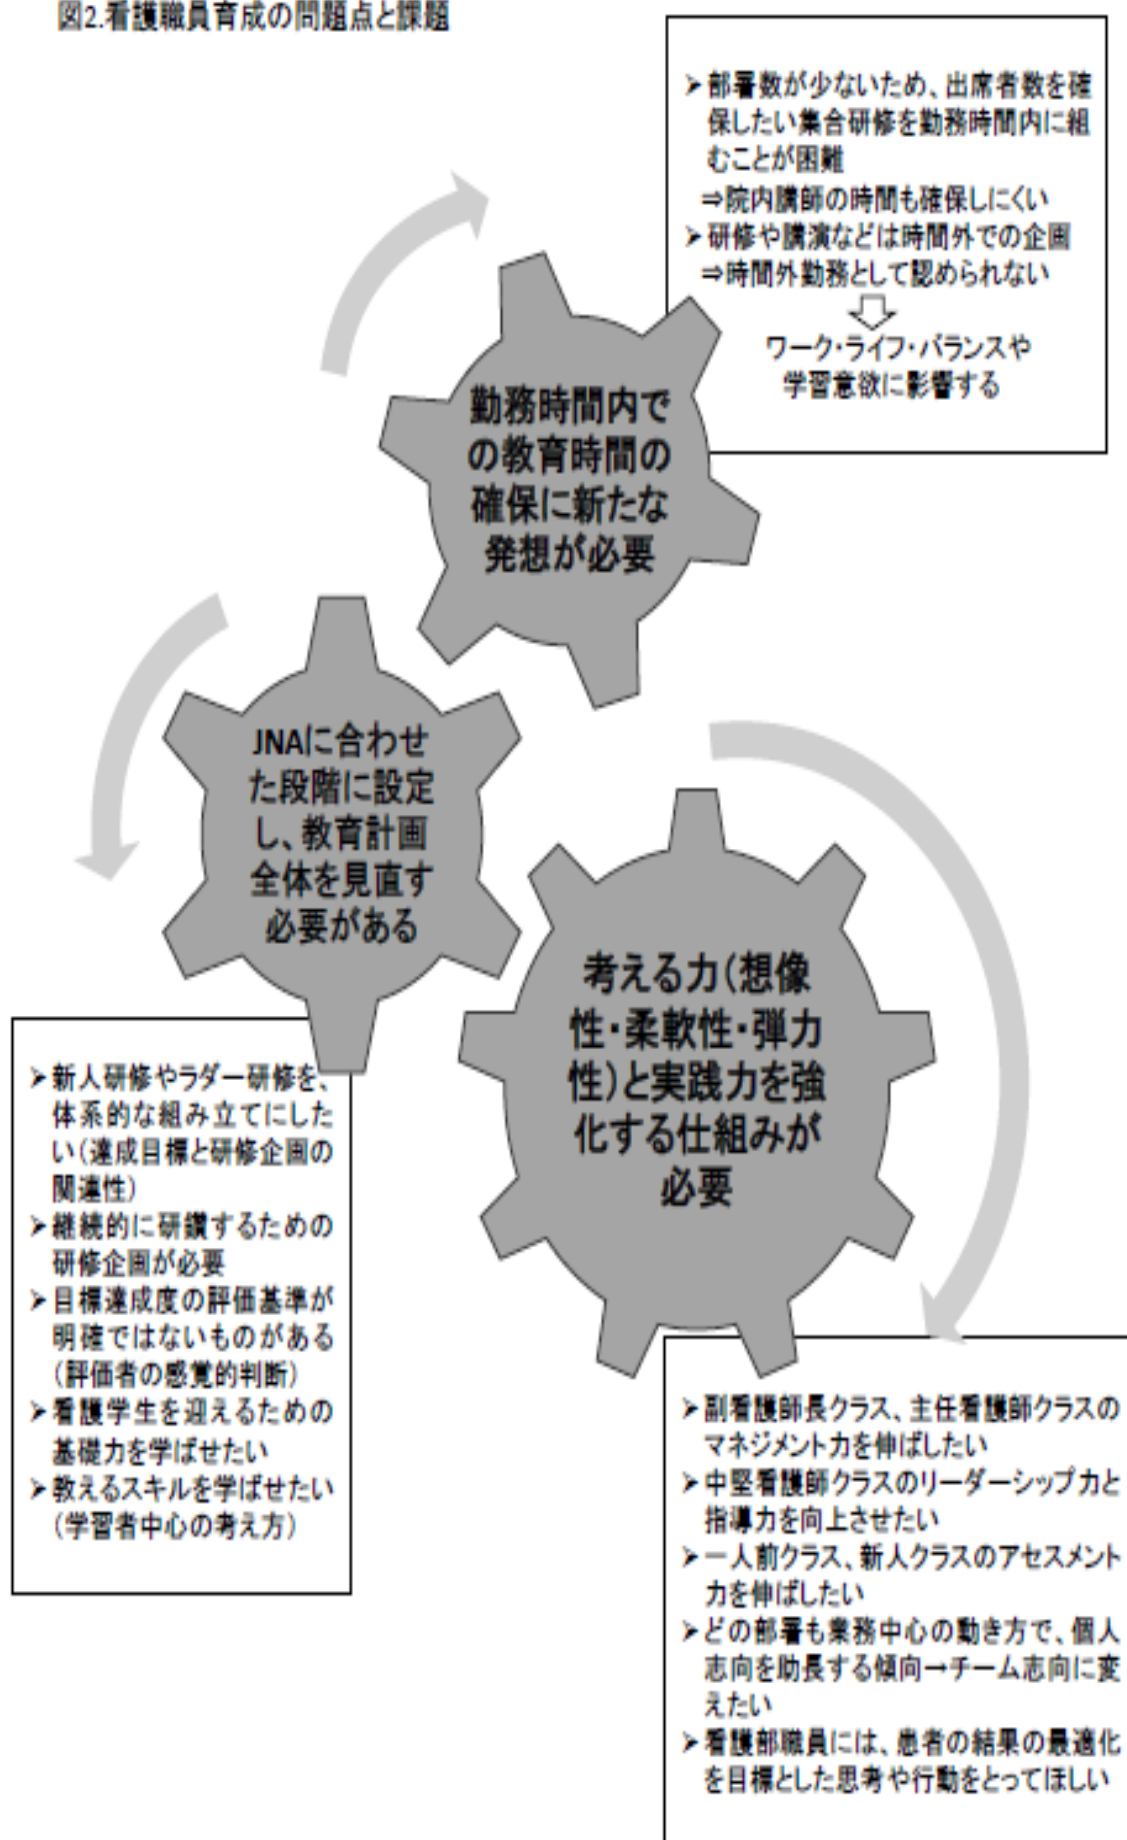 図2.看護職員育成の問題点と課題
➢部署数が少ないため、出席者数を確
保したい集合研修を勤務時間内に組
むことが困難
⇒院内講師の時間も確保しにくい
➢研修や講演などは時間外での企画
⇒時間外勤務として認められない
ワーク・ライフ・バランスや
学習意欲に影響する
勤務時間内で
の教育時間の
確保に新たな
発想が必要
JNAに合わせ
た段階に設定
し、教育計画
全体を見直す
必要がある
考える力(想像
性・柔軟性・弾力
性)と実践力を強
化する仕組みが
必要
➢新人研修やラダー研修を、
体系的な組み立てにした
い(達成目標と研修企画の
関連性)
➢継続的に研鑽するための
研修企画が必要
➢目標達成度の評価基準が
明確ではないものがある
(評価者の感覚的判断)
➢看護学生を迎えるための
基礎力を学ばせたい
➢教えるスキルを学ばせたい
(学習者中心の考え方)
➢副看護師長クラス、主任看護師クラスの
マネジメント力を伸ばしたい
➢中堅看護師クラスのリーダーシップ力と
指導力を向上させたい
➢一人前クラス、新人クラスのアセスメント
力を伸ばしたい
➢どの部署も業務中心の動き方で、個人
志向を助長する傾向→チーム志向に変
えたい
➢看護部職員には、患者の結果の最適化
を目標とした思考や行動をとってほしい